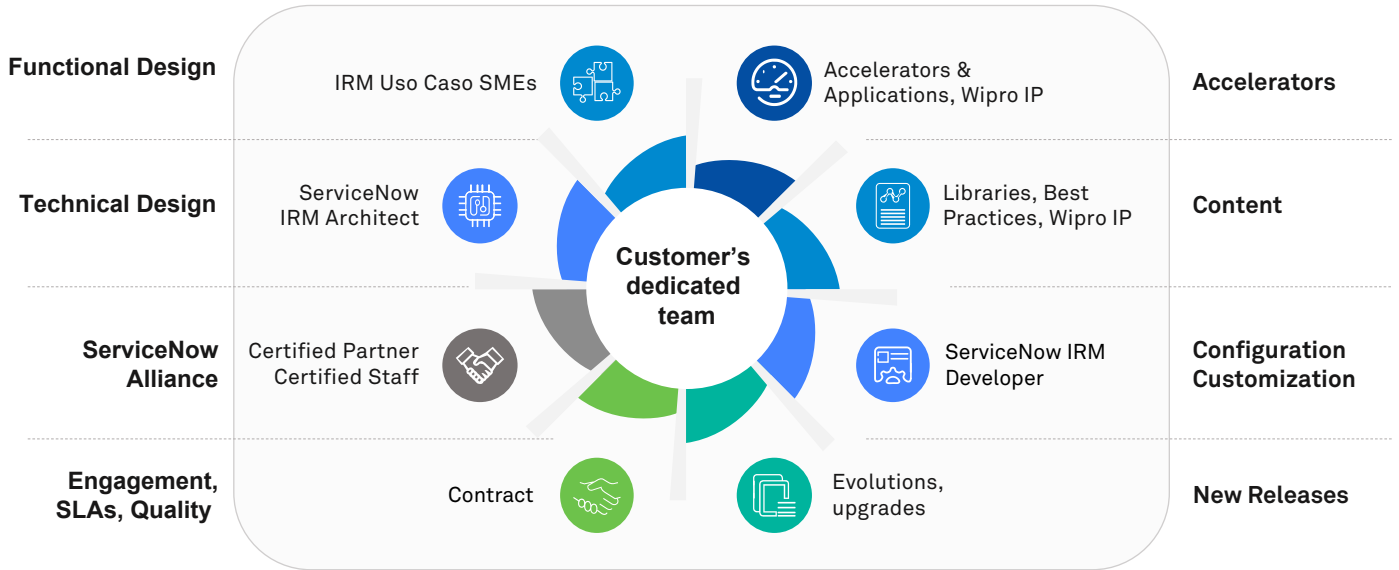 Functional Design
IRM Uso Caso SMEs
Accelerators &
Applications, Wipro IP
Accelerators
Technical Design
ServiceNow
IRM Architect
Libraries, Best
Practices, Wipro IP
Content
Customer’s
dedicated
team
ServiceNow
Alliance
Certified Partner
Certified Staff
ServiceNow IRM
Developer
Configuration
Customization
Engagement,
SLAs, Quality
Contract
Evolutions,
upgrades
New Releases